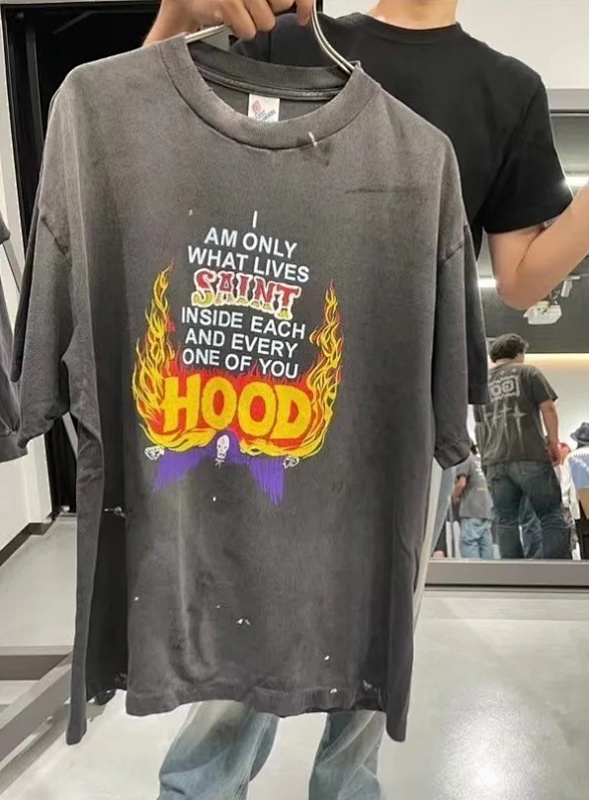 I
AM ONLY
WHAT LIVES
SAINT
INSIDE EACH
AND EVERY
ONE OF YOU
HOOD